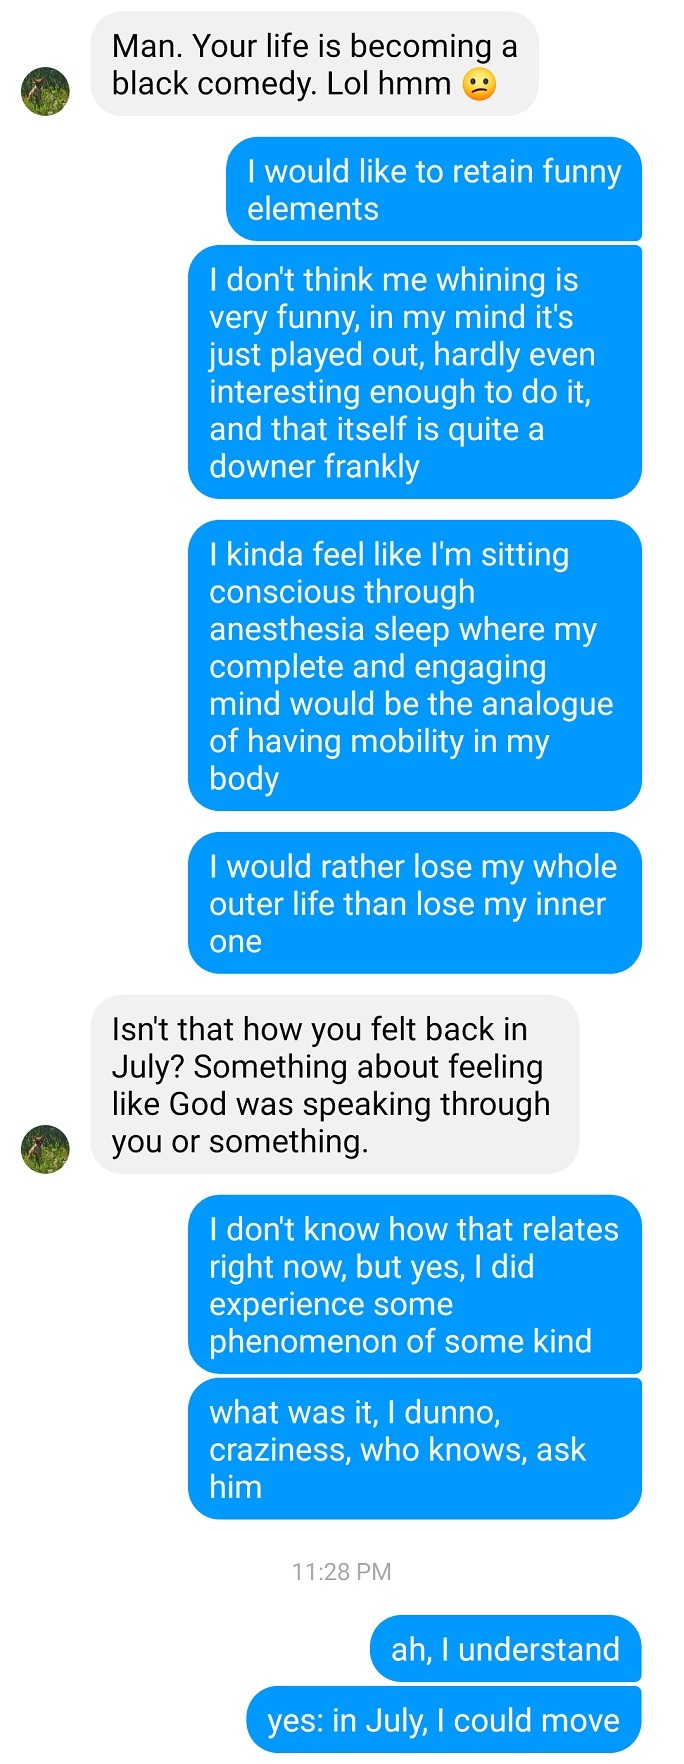 Man. Your life is becoming a
black comedy. Lol hmm 😕
I would like to retain funny
elements
I don't think me whining is
very funny, in my mind it's
just played out, hardly even
interesting enough to do it,
and that itself is quite a
downer frankly
I kinda feel like I'm sitting
conscious through
anesthesia sleep where my
complete and engaging
mind would be the analogue
of having mobility in my
body
I would rather lose my whole
outer life than lose my inner
one
Isn't that how you felt back in
July? Something about feeling
like God was speaking through
you or something.
I don't know how that relates
right now, but yes, I did
experience some
phenomenon of some kind
what was it, I dunno,
craziness, who knows, ask
him
11:28 PM
ah, I understand
yes: in July, I could move